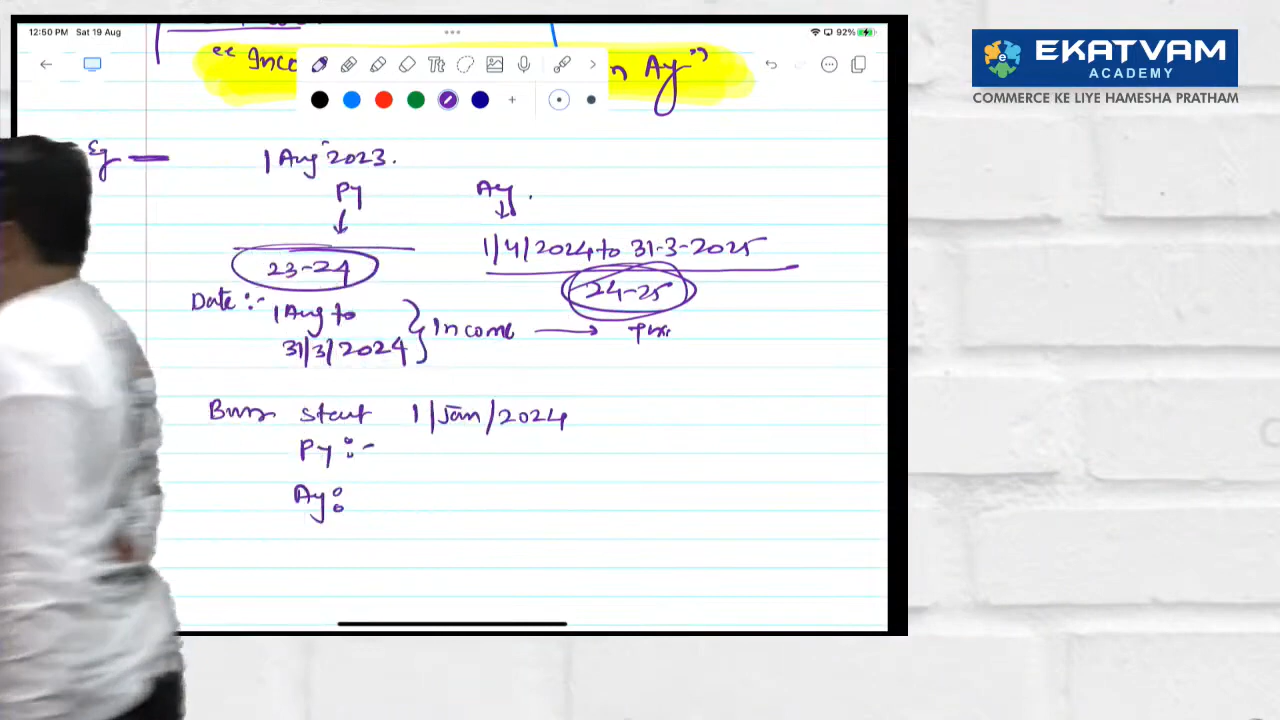 12:50 PM Sat 19 Aug
92%
EKATVAM
ACADEMY
COMMERCE KE LIYE HAMESHA PRATHAM
"Inco
n Ay"
Eg — 1 Aug 2023.
Py Ay.
1/4/2024 to 31-3-2025
23-24
24-25
Date :- 1 Aug to
31/3/2024 } Income → Tax
start 1/Jan/2024
Py :-
Ay :